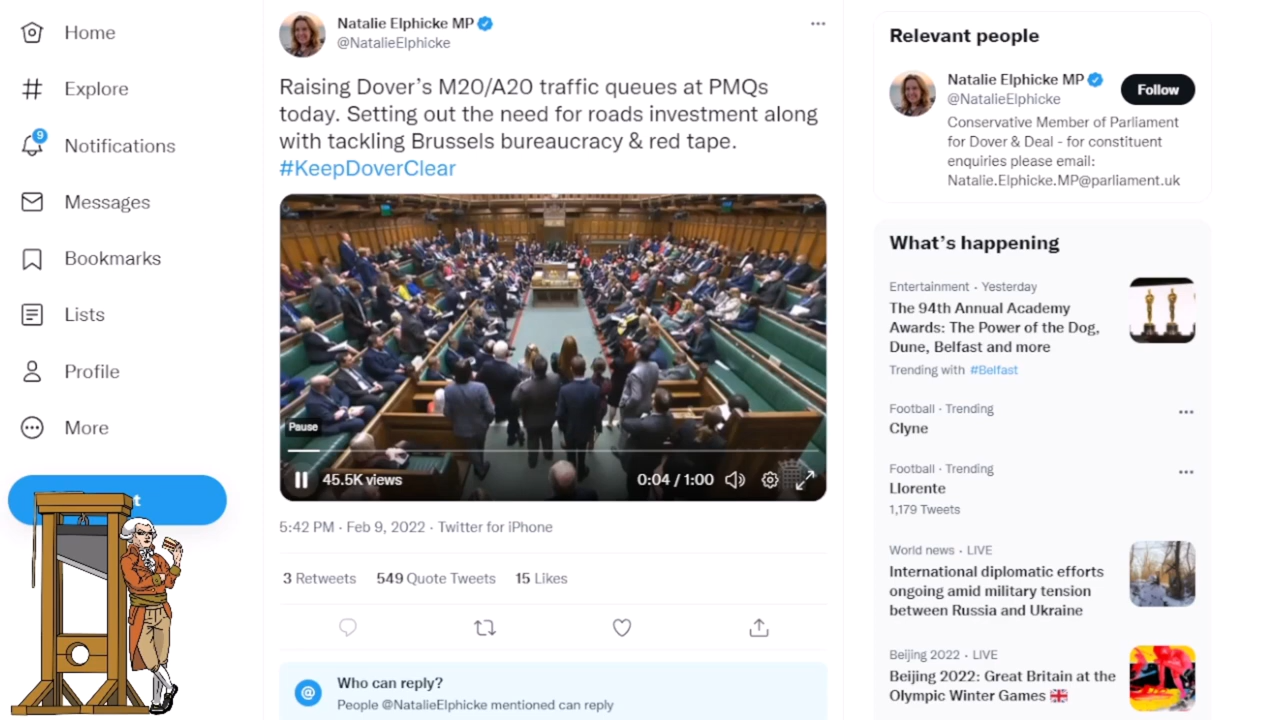 Home
Explore
9
Notifications
Messages
Bookmarks
Lists
Profile
More
t
Natalie Elphicke MP
@NatalieElphicke
Raising Dover's M20/A20 traffic queues at PMQs
today. Setting out the need for roads investment along
with tackling Brussels bureaucracy & red tape.
#KeepDoverClear
Pause
45.5K views
0:04 / 1:00
5:42 PM · Feb 9, 2022 · Twitter for iPhone
3 Retweets 549 Quote Tweets 15 Likes
@
Who can reply?
People @NatalieElphicke mentioned can reply
Relevant people
Natalie Elphicke MP
@NatalieElphicke
Follow
Conservative Member of Parliament
for Dover & Deal - for constituent
enquiries please email:
Natalie.Elphicke.MP@parliament.uk
What's happening
Entertainment · Yesterday
The 94th Annual Academy
Awards: The Power of the Dog,
Dune, Belfast and more
Trending with #Belfast
Football · Trending
Clyne
Football · Trending
Llorente
1,179 Tweets
World news · LIVE
International diplomatic efforts
ongoing amid military tension
between Russia and Ukraine
Beijing 2022 · LIVE
Beijing 2022: Great Britain at the
Olympic Winter Games 🇬🇧